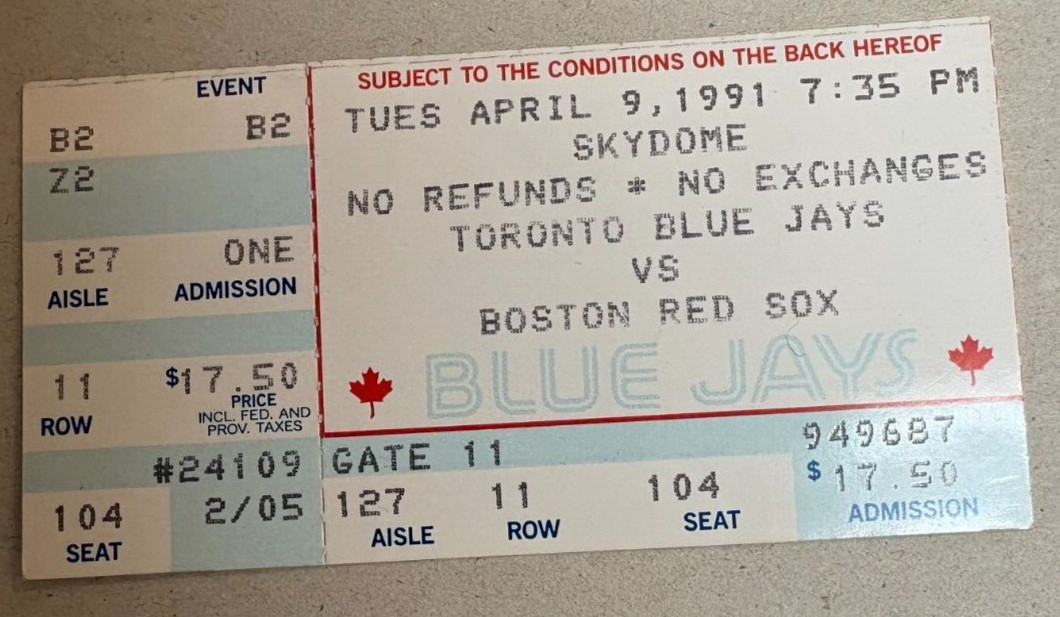 EVENT
B2 B2
Z2
127 ONE
AISLE ADMISSION
11 $17.50
ROW PRICE
INCL. FED. AND
PROV. TAXES
#24109
104 2/05
SEAT
SUBJECT TO THE CONDITIONS ON THE BACK HEREOF
TUES APRIL 9,1991 7:35 PM
SKYDOME
NO REFUNDS * NO EXCHANGES
TORONTO BLUE JAYS
VS
BOSTON RED SOX
BLUE JAYS
GATE 11 949687
127 11 104 $17.50
AISLE ROW SEAT ADMISSION